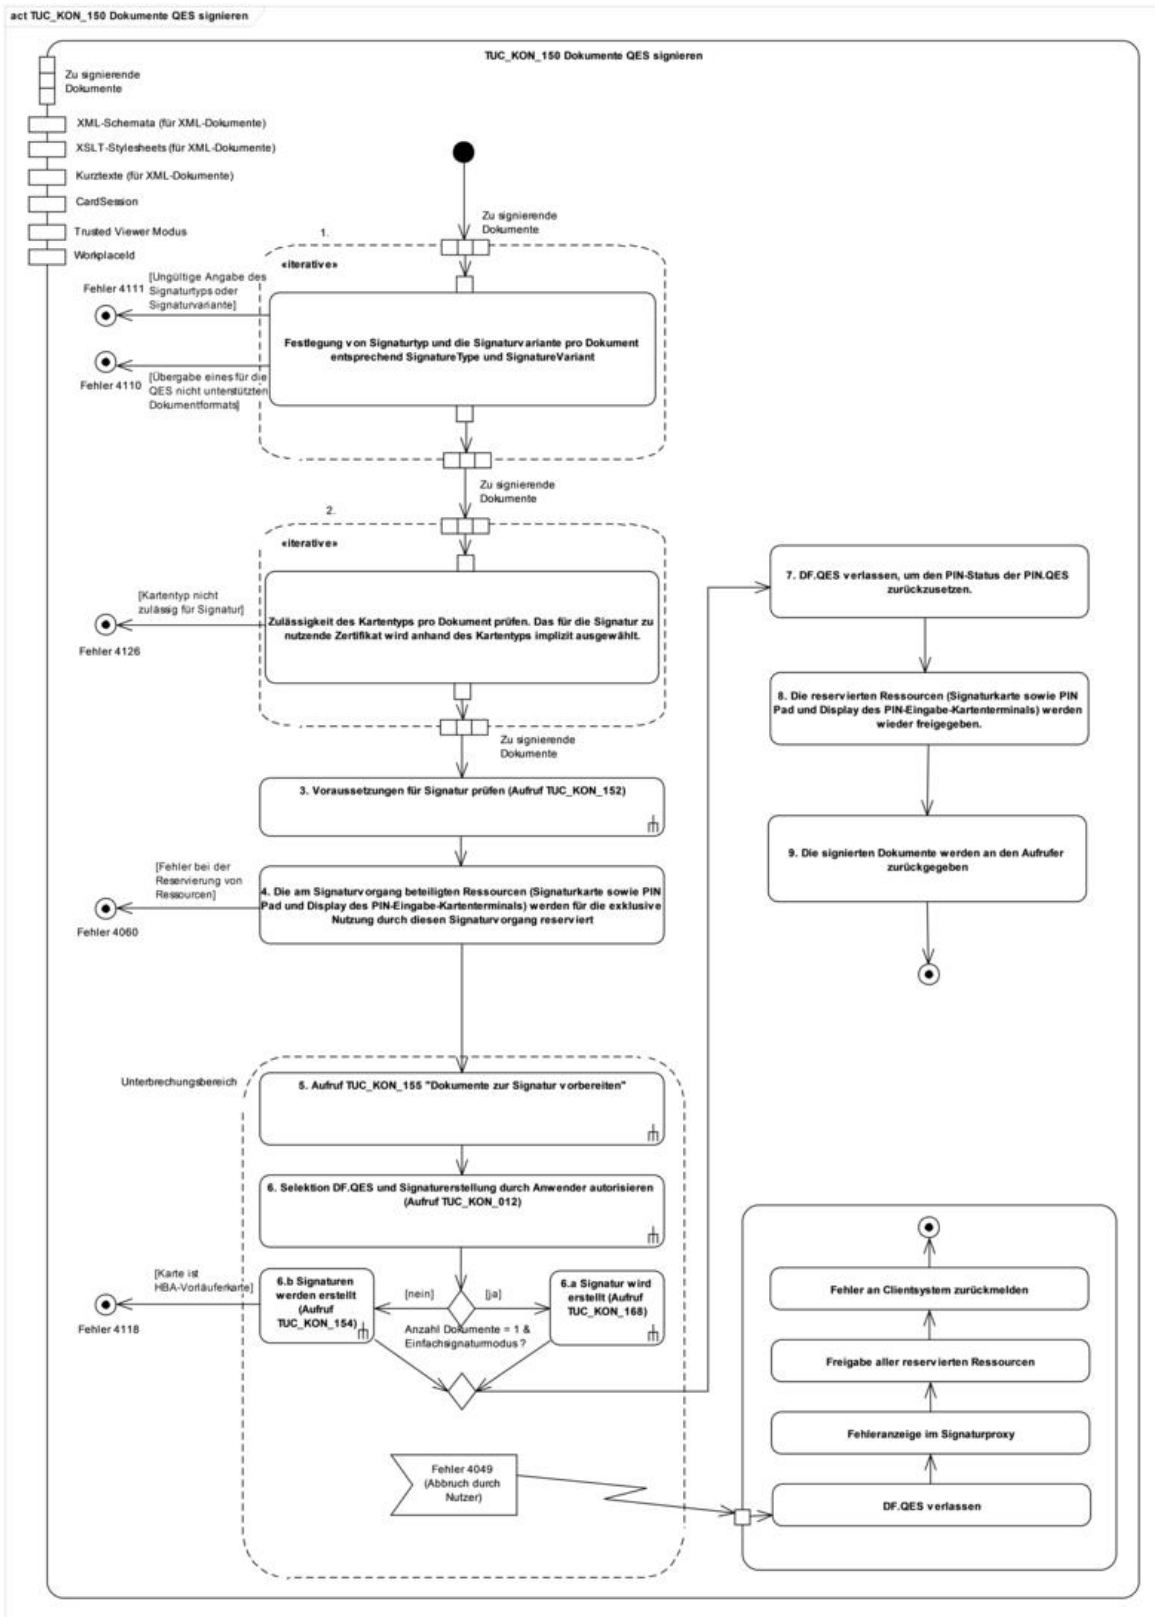 act TUC_KON_150 Dokumente QES signieren
TUC_KON_150 Dokumente QES signieren
Zu signierende
Dokumente
XML-Schemata (für XML-Dokumente)
XSLT-Stylesheets (für XML-Dokumente)
Kurztexte (für XML-Dokumente)
CardSession
Trusted Viewer Modus
WorkplaceId
Zu signierende
Dokumente
1.
«iterative»
[Ungültige Angabe des
Signaturtyps oder
Signaturvariante]
Fehler 4111
Festlegung von Signaturtyp und die Signaturvariante pro Dokument
entsprechend SignatureType und SignatureVariant
Fehler 4110
[Übergabe eines für die
QES nicht unterstützten
Dokumentformats]
Zu signierende
Dokumente
2.
«iterative»
[Kartentyp nicht
zulässig für Signatur]
Fehler 4126
Zulässigkeit des Kartentyps pro Dokument prüfen. Das für die Signatur zu
nutzende Zertifikat wird anhand des Kartentyps implizit ausgewählt.
Zu signierende
Dokumente
3. Voraussetzungen für Signatur prüfen (Aufruf TUC_KON_152)
[Fehler bei der
Reservierung von
Ressourcen]
Fehler 4060
4. Die am Signaturvorgang beteiligten Ressourcen (Signaturkarte sowie PIN
Pad und Display des PIN-Eingabe-Kartenterminals) werden für die exklusive
Nutzung durch diesen Signaturvorgang reserviert
Unterbrechungsbereich
5. Aufruf TUC_KON_155 "Dokumente zur Signatur vorbereiten"
6. Selektion DF.QES und Signaturerstellung durch Anwender autorisieren
(Aufruf TUC_KON_012)
[Karte ist
HBA-Vorläuferkarte]
Fehler 4118
6.b Signaturen
werden erstellt
(Aufruf
TUC_KON_154)
[nein]
[ja]
Anzahl Dokumente = 1 &
Einfachsignaturmodus ?
6.a Signatur wird
erstellt (Aufruf
TUC_KON_168)
Fehler 4049
(Abbruch durch
Nutzer)
7. DF.QES verlassen, um den PIN-Status der PIN.QES
zurückzusetzen.
8. Die reservierten Ressourcen (Signaturkarte sowie PIN
Pad und Display des PIN-Eingabe-Kartenterminals) werden
wieder freigegeben.
9. Die signierten Dokumente werden an den Aufrufer
zurückgegeben
Fehler an Clientsystem zurückmelden
Freigabe aller reservierten Ressourcen
Fehleranzeige im Signaturproxy
DF.QES verlassen